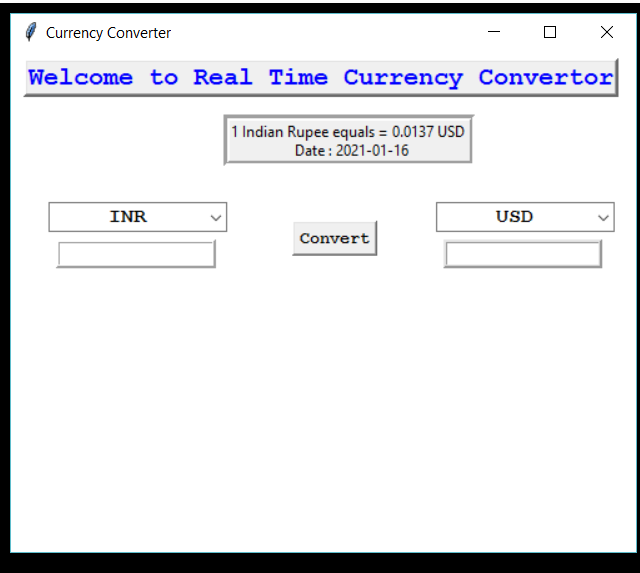 Currency Converter
Welcome to Real Time Currency Convertor
1 Indian Rupee equals = 0.0137 USD
Date : 2021-01-16
INR
USD
Convert